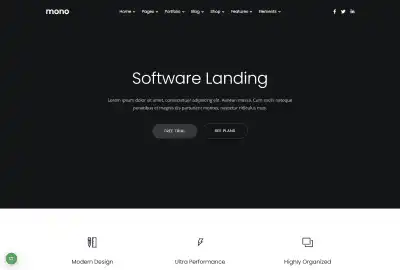 mono
Home Pages Portfolio Blog Shop Features Elements
Software Landing
Lorem ipsum dolor sit amet, consectetuer adipiscing elit. Aenean massa. Cum sociis natoque
penatibus et magnis dis parturient montes, nascetur ridiculus mus.
FREE TRIAL
SEE PLANS
Modern Design
Ultra Performance
Highly Organized